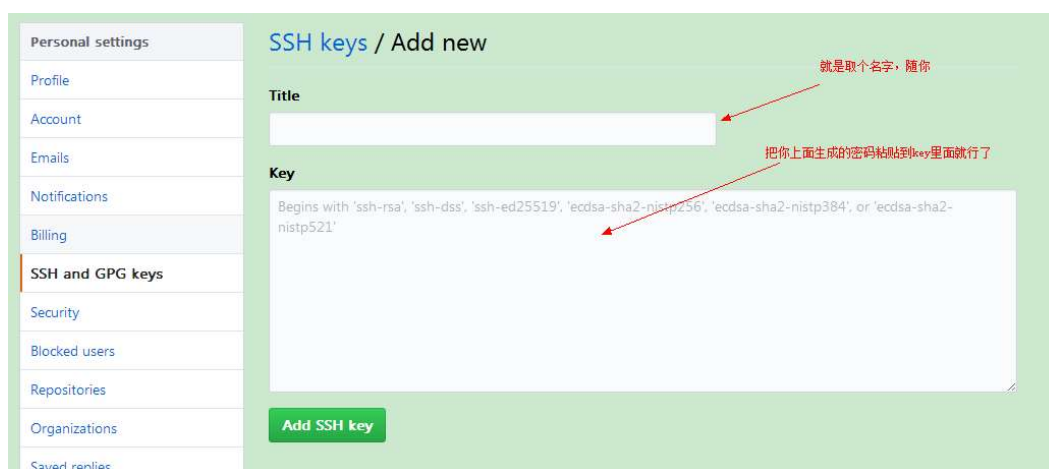 Personal settings
Profile
Account
Emails
Notifications
Billing
SSH and GPG keys
Security
Blocked users
Repositories
Organizations
Saved replies
SSH keys / Add new
就是取个名字，随你
Title
把你上面生成的密码粘贴到key里面就行了
Key
Begins with 'ssh-rsa', 'ssh-dss', 'ssh-ed25519', 'ecdsa-sha2-nistp256', 'ecdsa-sha2-nistp384', or 'ecdsa-sha2-
nistp521'
Add SSH key